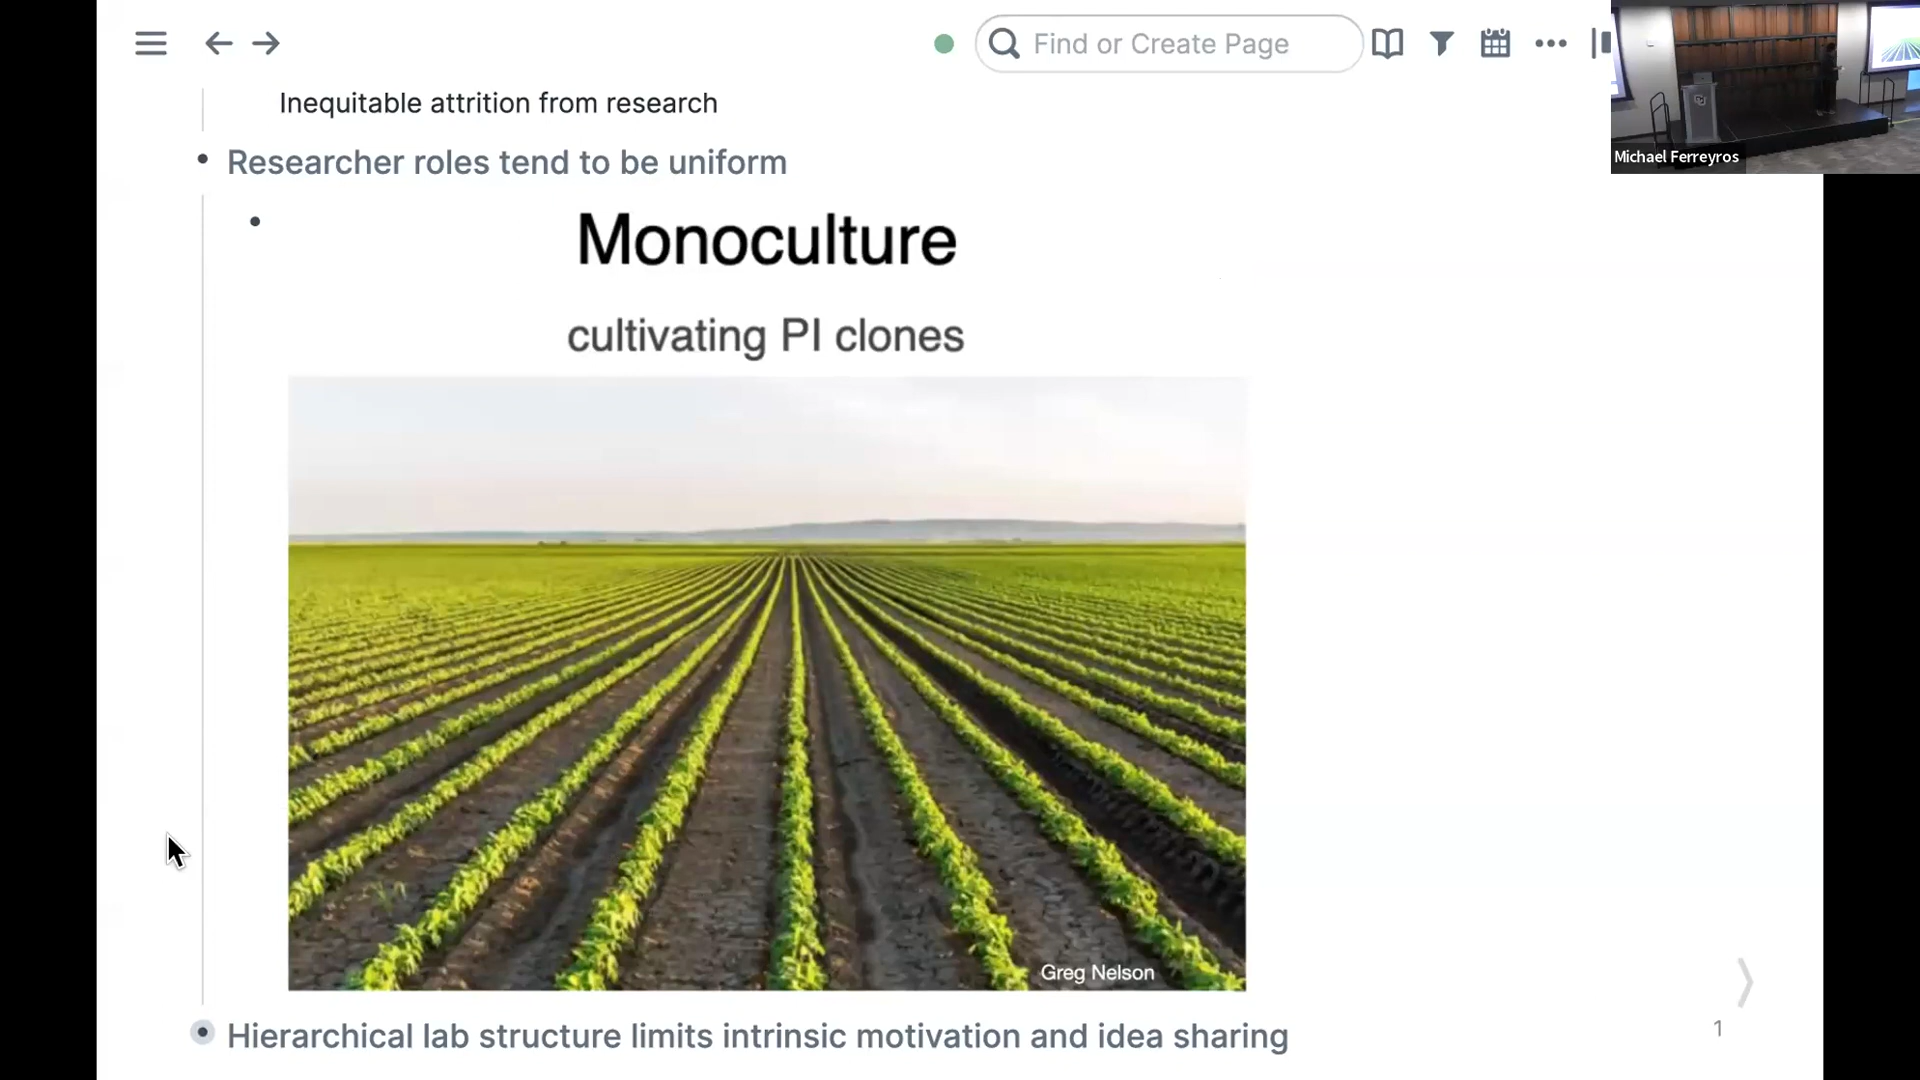 Find or Create Page
Inequitable attrition from research
Researcher roles tend to be uniform
Monoculture
cultivating PI clones
Greg Nelson
Hierarchical lab structure limits intrinsic motivation and idea sharing
1
Michael Ferreyros